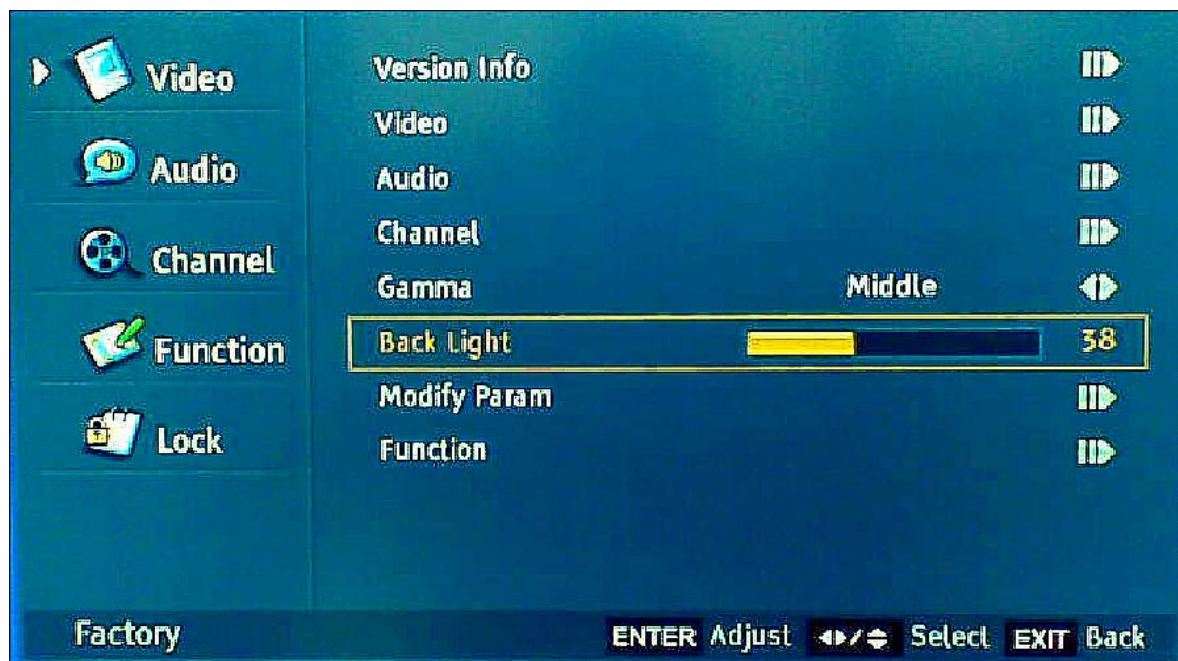 Video
Audio
Channel
Function
Lock
Version Info
Video
Audio
Channel
Gamma Middle
Back Light 38
Modify Param
Function
Factory ENTER Adjust / Select EXIT Back